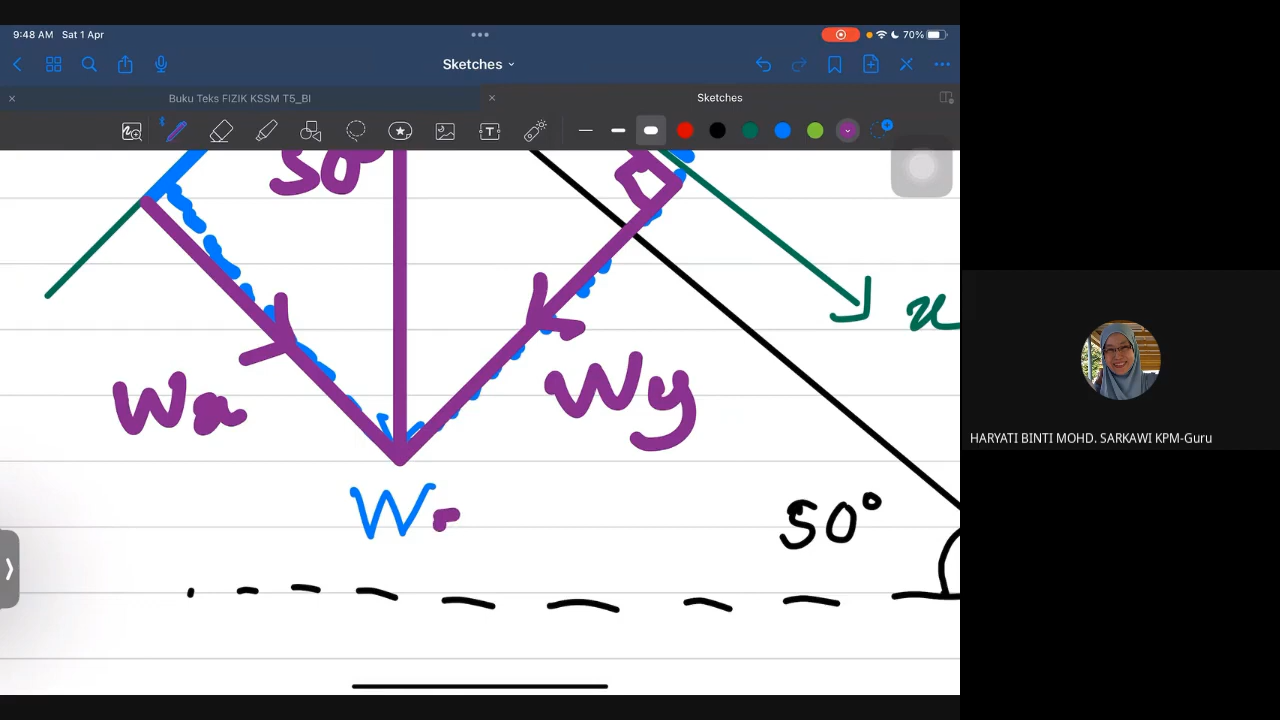 9:48 AM Sat 1 Apr
70%
Sketches
Buku Teks FIZIK KSSM T5_BI
Sketches
50°
x
Wx
Wy
W
50°
HARYATI BINTI MOHD. SARKAWI KPM-Guru